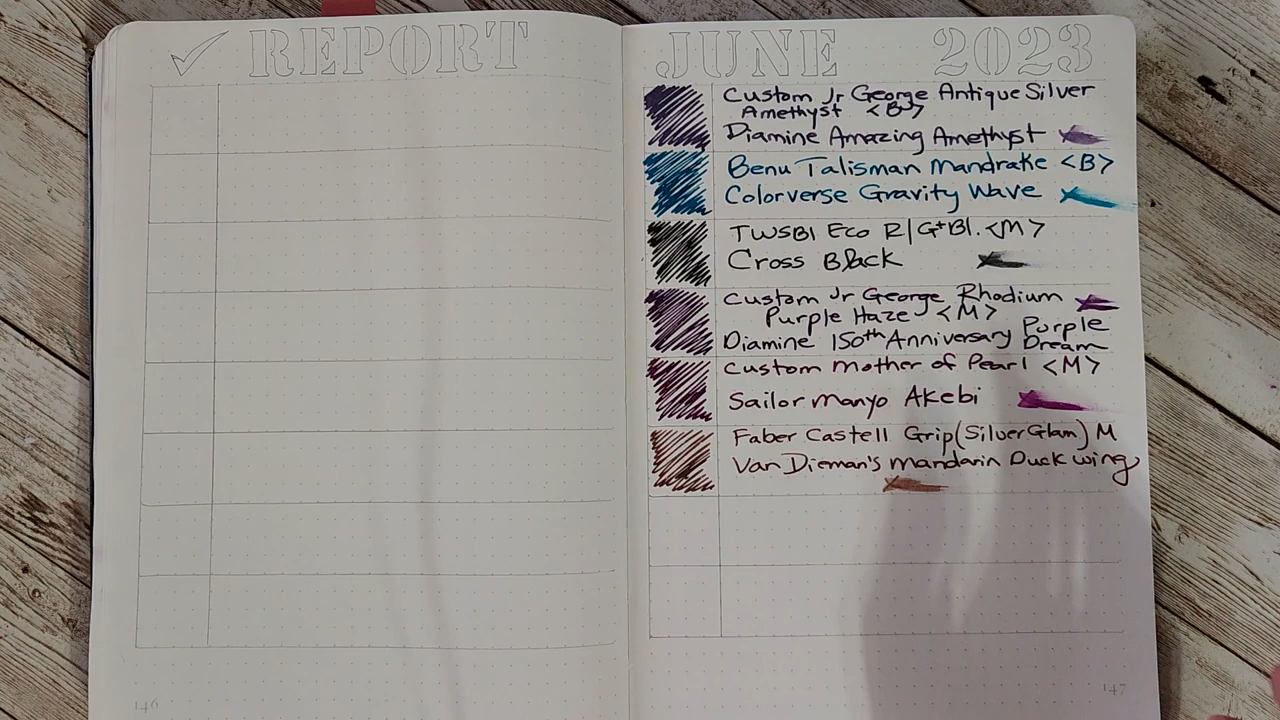 ✓ REPORT
JUNE 2023
Custom Jr George Antique Silver
Amethyst <B>
Diamine Amazing Amethyst
Benu Talisman Mandrake <B>
Colorverse Gravity Wave
TWSBI Eco R|G+Bl. <M>
Cross Black
Custom Jr George Rhodium
Purple Haze <M>
Diamine 150th Anniversary Purple
Dream
Custom Mother of Pearl <M>
Sailor Manyo Akebi
Faber Castell Grip (Silver Glam) M
Van Dieman's Mandarin Duck wing
146
147